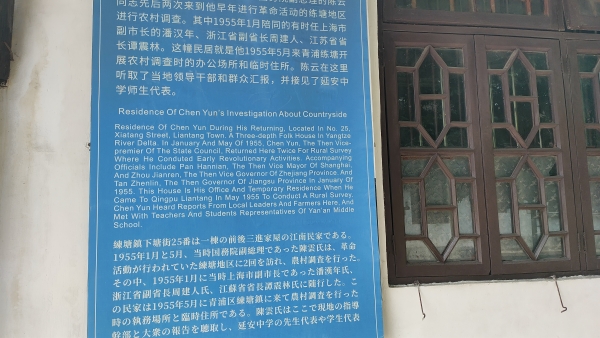 同志先后两次来到他早年进行革命活动的练塘地区
进行农村调查。其中1955年1月陪同的有时任上海市
副市长的潘汉年、浙江省副省长周建人、江苏省省
长谭震林。这幢民居就是他1955年5月来青浦练塘开
展农村调查时的办公场所和临时住所。陈云在这里
听取了当地领导干部和群众汇报，并接见了延安中
学师生代表。
Residence Of Chen Yun's Investigation About Countryside
Residence Of Chen Yun During His Returning, Located In No. 25,
Xiatang Street, Liantang Town. A Three-depth Folk House In Yangtze
River Delta. In January And May Of 1955, Chen Yun, The Then Vice-
premier Of The State Council, Returned Here Twice For Rural Survey
Where He Conduted Early Revolutionary Activities. Accompanying
Officials Include Pan Hannian, The Then Vice Mayor Of Shanghai,
And Zhou Jianren, The Then Vice Governor Of Zhejiang Province, And
Tan Zhenlin, The Then Governor Of Jiangsu Province In January Of
1955. This House Is His Office And Temporary Residence When He
Came To Qingpu Liantang In May 1955 To Conduct A Rural Survey.
Chen Yun Heard Reports From Local Leaders And Farmers Here, And
Met With Teachers And Students Representatives Of Yan'an Middle
School.
練塘鎮下塘街25番は一棟の前後三進家屋の江南民家である。
1955年1月と5月、当時国務院副総理であった陳雲氏は、革命
活動が行われていた練塘地区に2回を訪れ、農村調査を行った。
その中、1955年1月に当時上海市副市長であった潘漢年氏、
浙江省副省長周建人氏、江蘇省省長譚震林氏に随行した。こ
の民家は1955年5月に青浦区練塘鎮に来て農村調査を行った
時の執務場所と臨時住所である。陳雲氏はここで現地の指導
幹部と大衆の報告を聴取し、延安中学の先生代表や学生代表